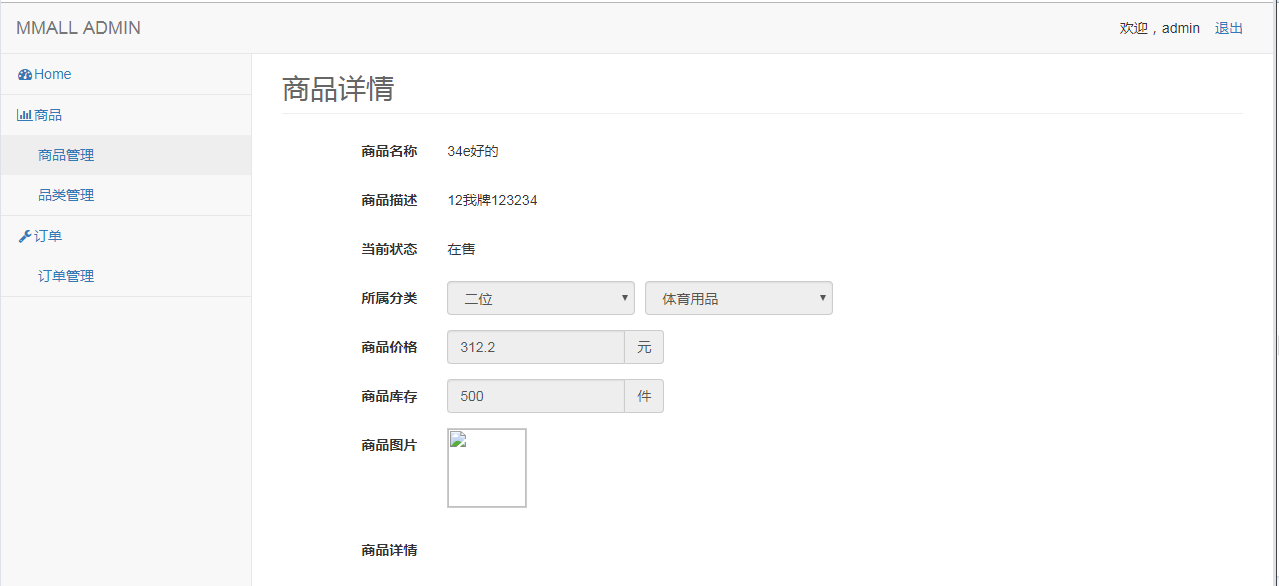 MMALL ADMIN
欢迎，admin 退出
Home
商品
商品管理
品类管理
订单
订单管理
商品详情
商品名称 34e好的
商品描述 12我牌123234
当前状态 在售
所属分类 二位 体育用品
商品价格 312.2 元
商品库存 500 件
商品图片
商品详情